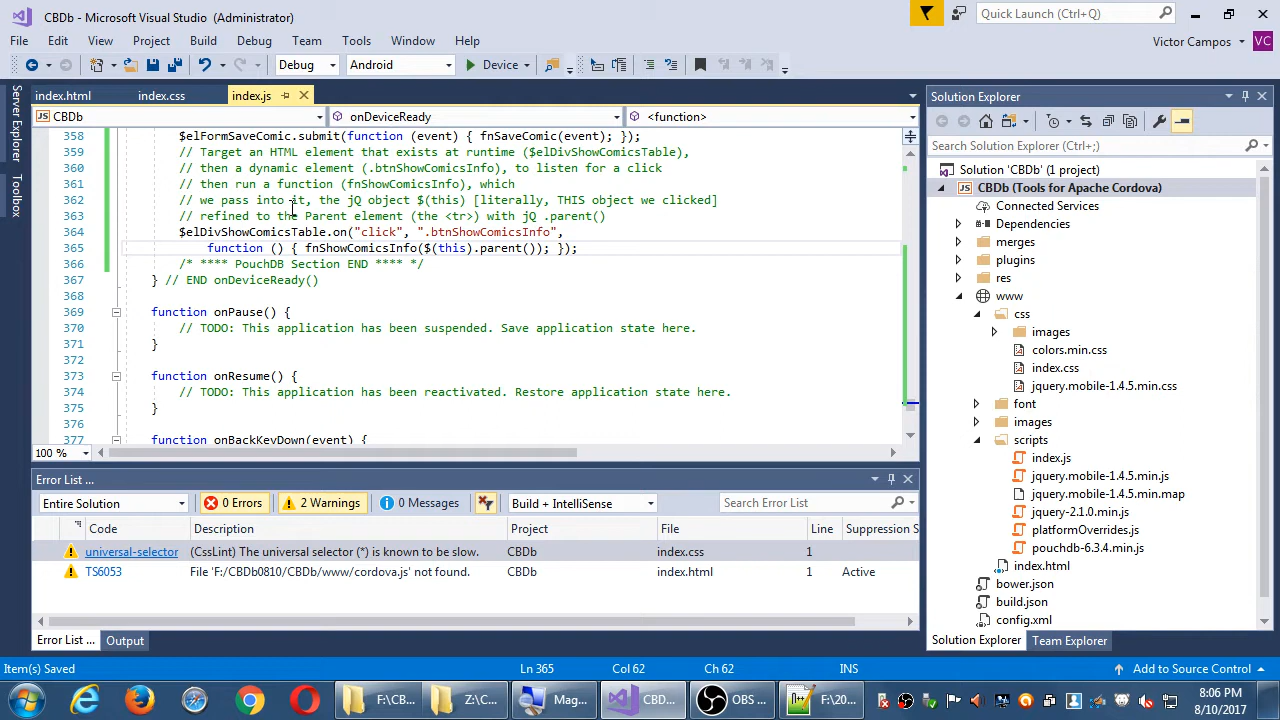 CBDb - Microsoft Visual Studio (Administrator)
Quick Launch (Ctrl+Q)
File Edit View Project Build Debug Team Tools Window Help
Victor Campos VC
Debug Android Device
Server Explorer
Toolbox
index.html index.css index.js
CBDb onDeviceReady <function>
358 $elFormSaveComic.submit(function (event) { fnSaveComic(event); });
359 // Target an HTML element that exists at runtime ($elDivShowComicsTable),
360 // then a dynamic element (.btnShowComicsInfo), to listen for a click
361 // then run a function (fnShowComicsInfo), which
362 // we pass into it, the jQ object $(this) [literally, THIS object we clicked]
363 // refined to the Parent element (the <tr>) with jQ .parent()
364 $elDivShowComicsTable.on("click", ".btnShowComicsInfo",
365 function () { fnShowComicsInfo($(this).parent()); });
366 /* **** PouchDB Section END **** */
367 } // END onDeviceReady()
368
369 function onPause() {
370 // TODO: This application has been suspended. Save application state here.
371 }
372
373 function onResume() {
374 // TODO: This application has been reactivated. Restore application state here.
375 }
376
377 function onBackKeyDown(event) {
100 %
Error List ...
Entire Solution 0 Errors 2 Warnings 0 Messages Build + IntelliSense Search Error List
Code Description Project File Line Suppression S
universal-selector (CssLint) The universal selector (*) is known to be slow. CBDb index.css 1
TS6053 File 'F:/CBDb0810/CBDb/www/cordova.js' not found. CBDb index.html 1 Active
Error List ... Output
Solution Explorer
Search Solution Explorer (Ctrl+;)
Solution 'CBDb' (1 project)
JS CBDb (Tools for Apache Cordova)
Connected Services
Dependencies
merges
plugins
res
www
css
images
colors.min.css
index.css
jquery.mobile-1.4.5.min.css
font
images
scripts
index.js
jquery.mobile-1.4.5.min.js
jquery.mobile-1.4.5.min.map
jquery-2.1.0.min.js
platformOverrides.js
pouchdb-6.3.4.min.js
index.html
bower.json
build.json
config.xml
Solution Explorer Team Explorer
Item(s) Saved Ln 365 Col 62 Ch 62 INS Add to Source Control
F:\CB... Z:\C... Mag... CBD... OBS ... F:\20...
8:06 PM
8/10/2017